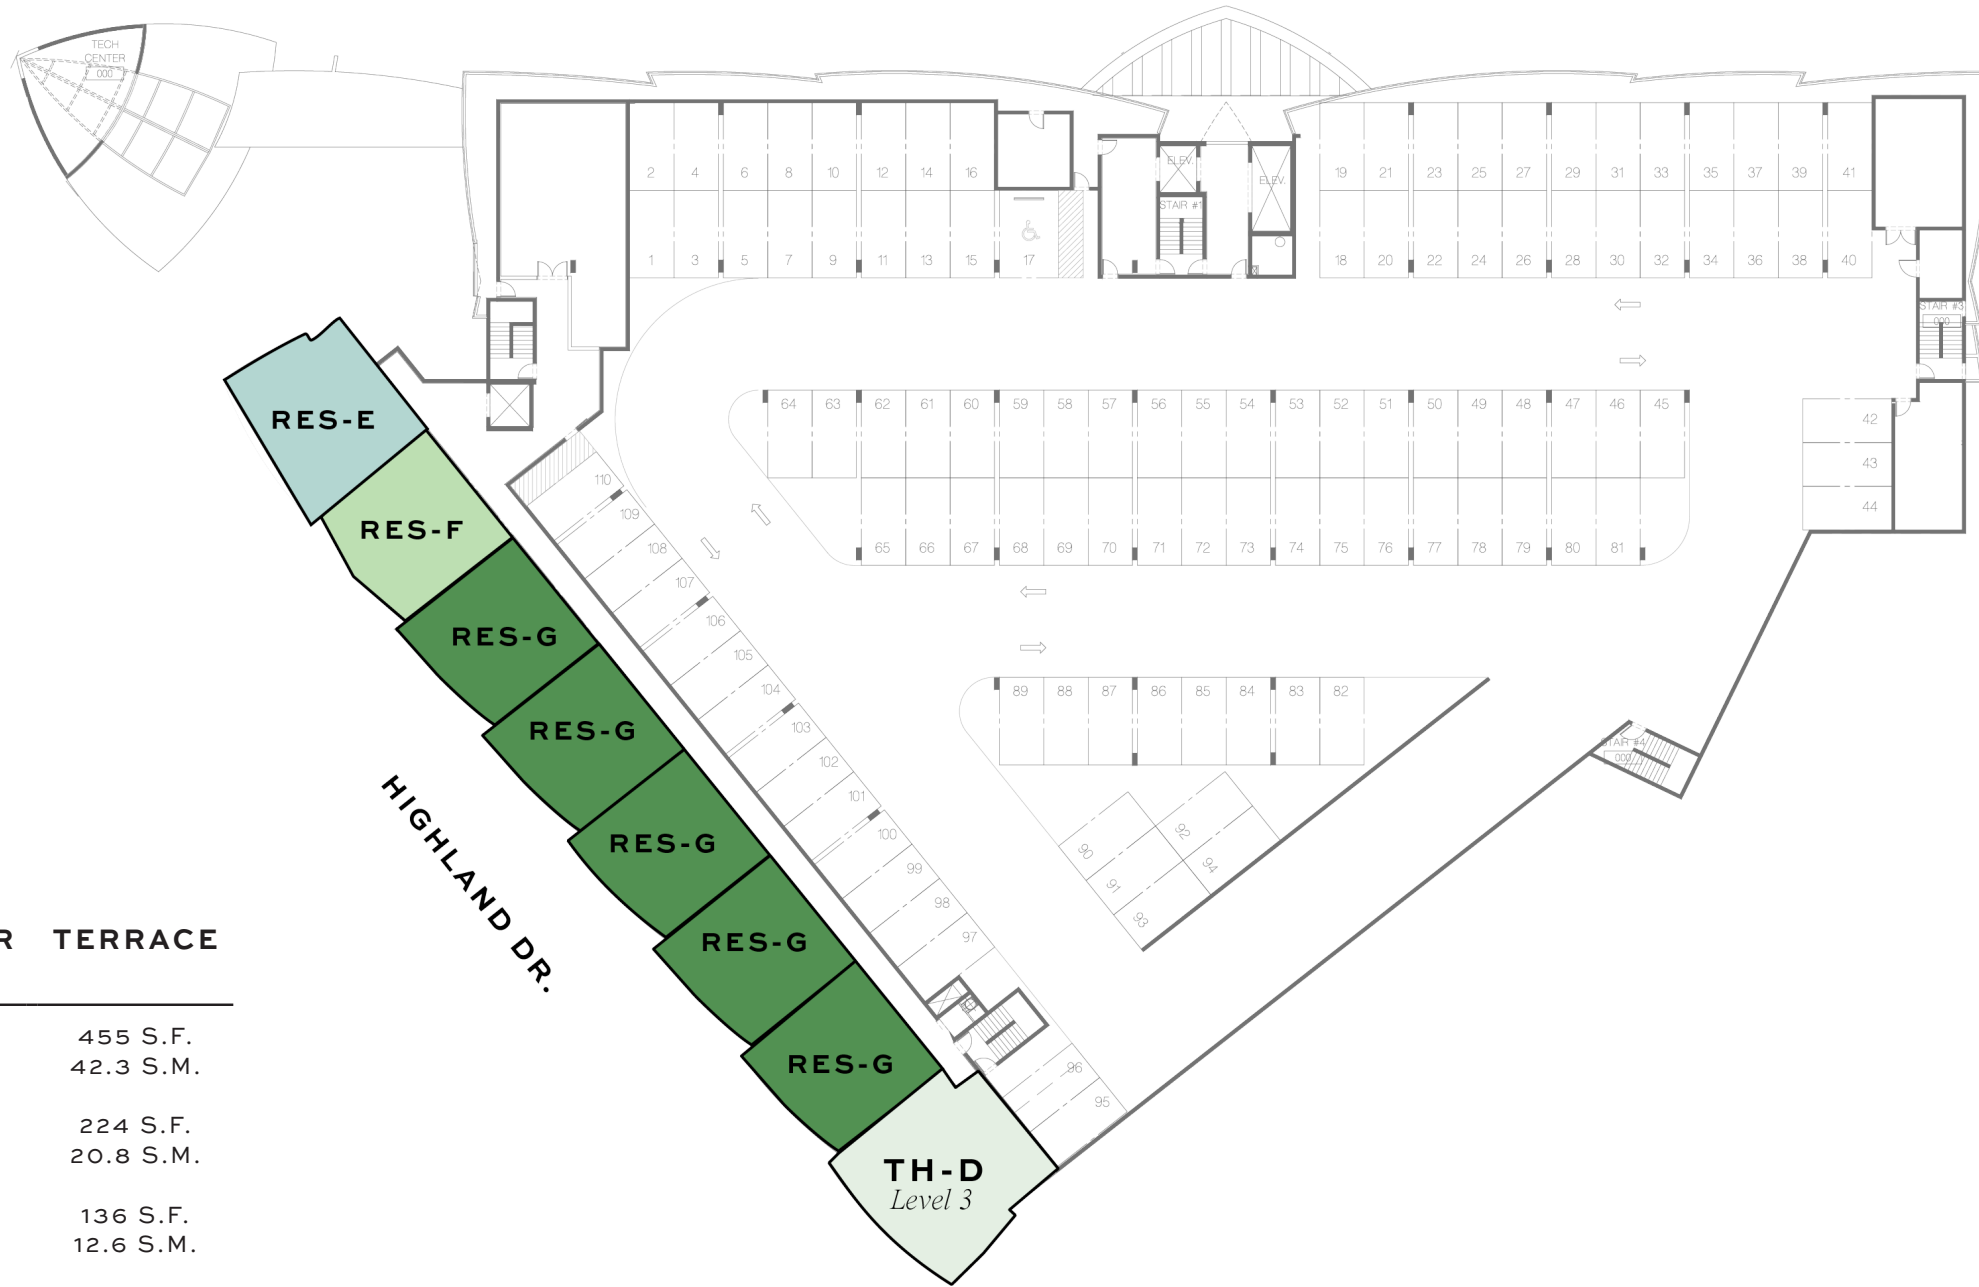 TECH
CENTER
000
2 4 6 8 10 12 14 16
1 3 5 7 9 11 13 15 17
ELEV.
ELEV.
STAIR #1
19 21 23 25 27 29 31 33 35 37 39 41
18 20 22 24 26 28 30 32 34 36 38 40
STAIR #3
000
42
43
44
64 63 62 61 60 59 58 57 56 55 54 53 52 51 50 49 48 47 46 45
65 66 67 68 69 70 71 72 73 74 75 76 77 78 79 80 81
89 88 87 86 85 84 83 82
90 92
91 94
93
STAIR #4
000
110
109
108
107
106
105
104
103
102
101
100
99
98
97
96
95
RES-E
RES-F
RES-G
RES-G
RES-G
RES-G
RES-G
TH-D
Level 3
HIGHLAND DR.
R TERRACE
455 S.F.
42.3 S.M.
224 S.F.
20.8 S.M.
136 S.F.
12.6 S.M.